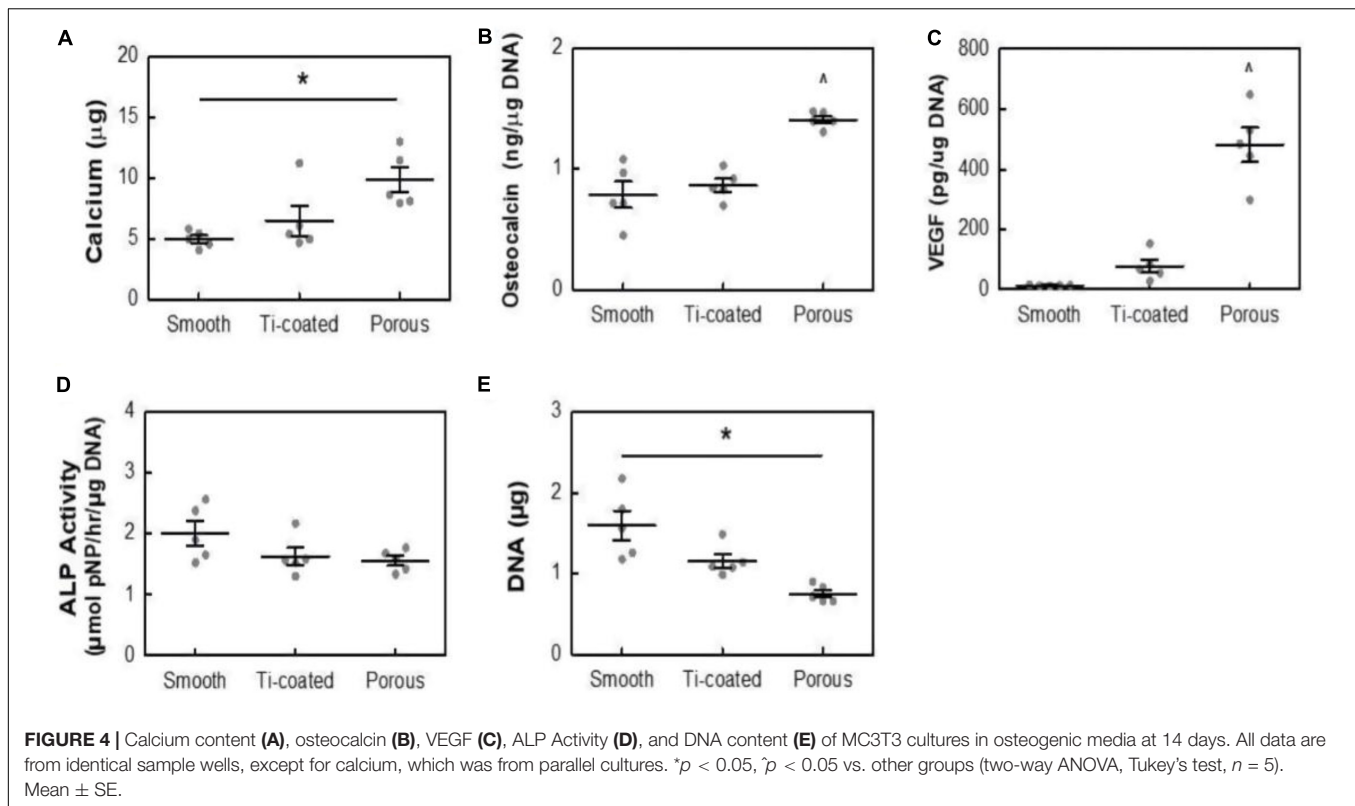 A
Calcium (µg)
20
15
10
5
0
*
Smooth Ti-coated Porous
B
Osteocalcin (ng/µg DNA)
2
1
0
^
Smooth Ti-coated Porous
C
VEGF (pg/ug DNA)
800
600
400
200
0
^
Smooth Ti-coated Porous
D
ALP Activity
(µmol pNP/hr/µg DNA)
4
3
2
1
0
Smooth Ti-coated Porous
E
DNA (µg)
3
2
1
0
*
Smooth Ti-coated Porous
FIGURE 4 | Calcium content (A), osteocalcin (B), VEGF (C), ALP Activity (D), and DNA content (E) of MC3T3 cultures in osteogenic media at 14 days. All data are
from identical sample wells, except for calcium, which was from parallel cultures. *p < 0.05, ^p < 0.05 vs. other groups (two-way ANOVA, Tukey's test, n = 5).
Mean ± SE.